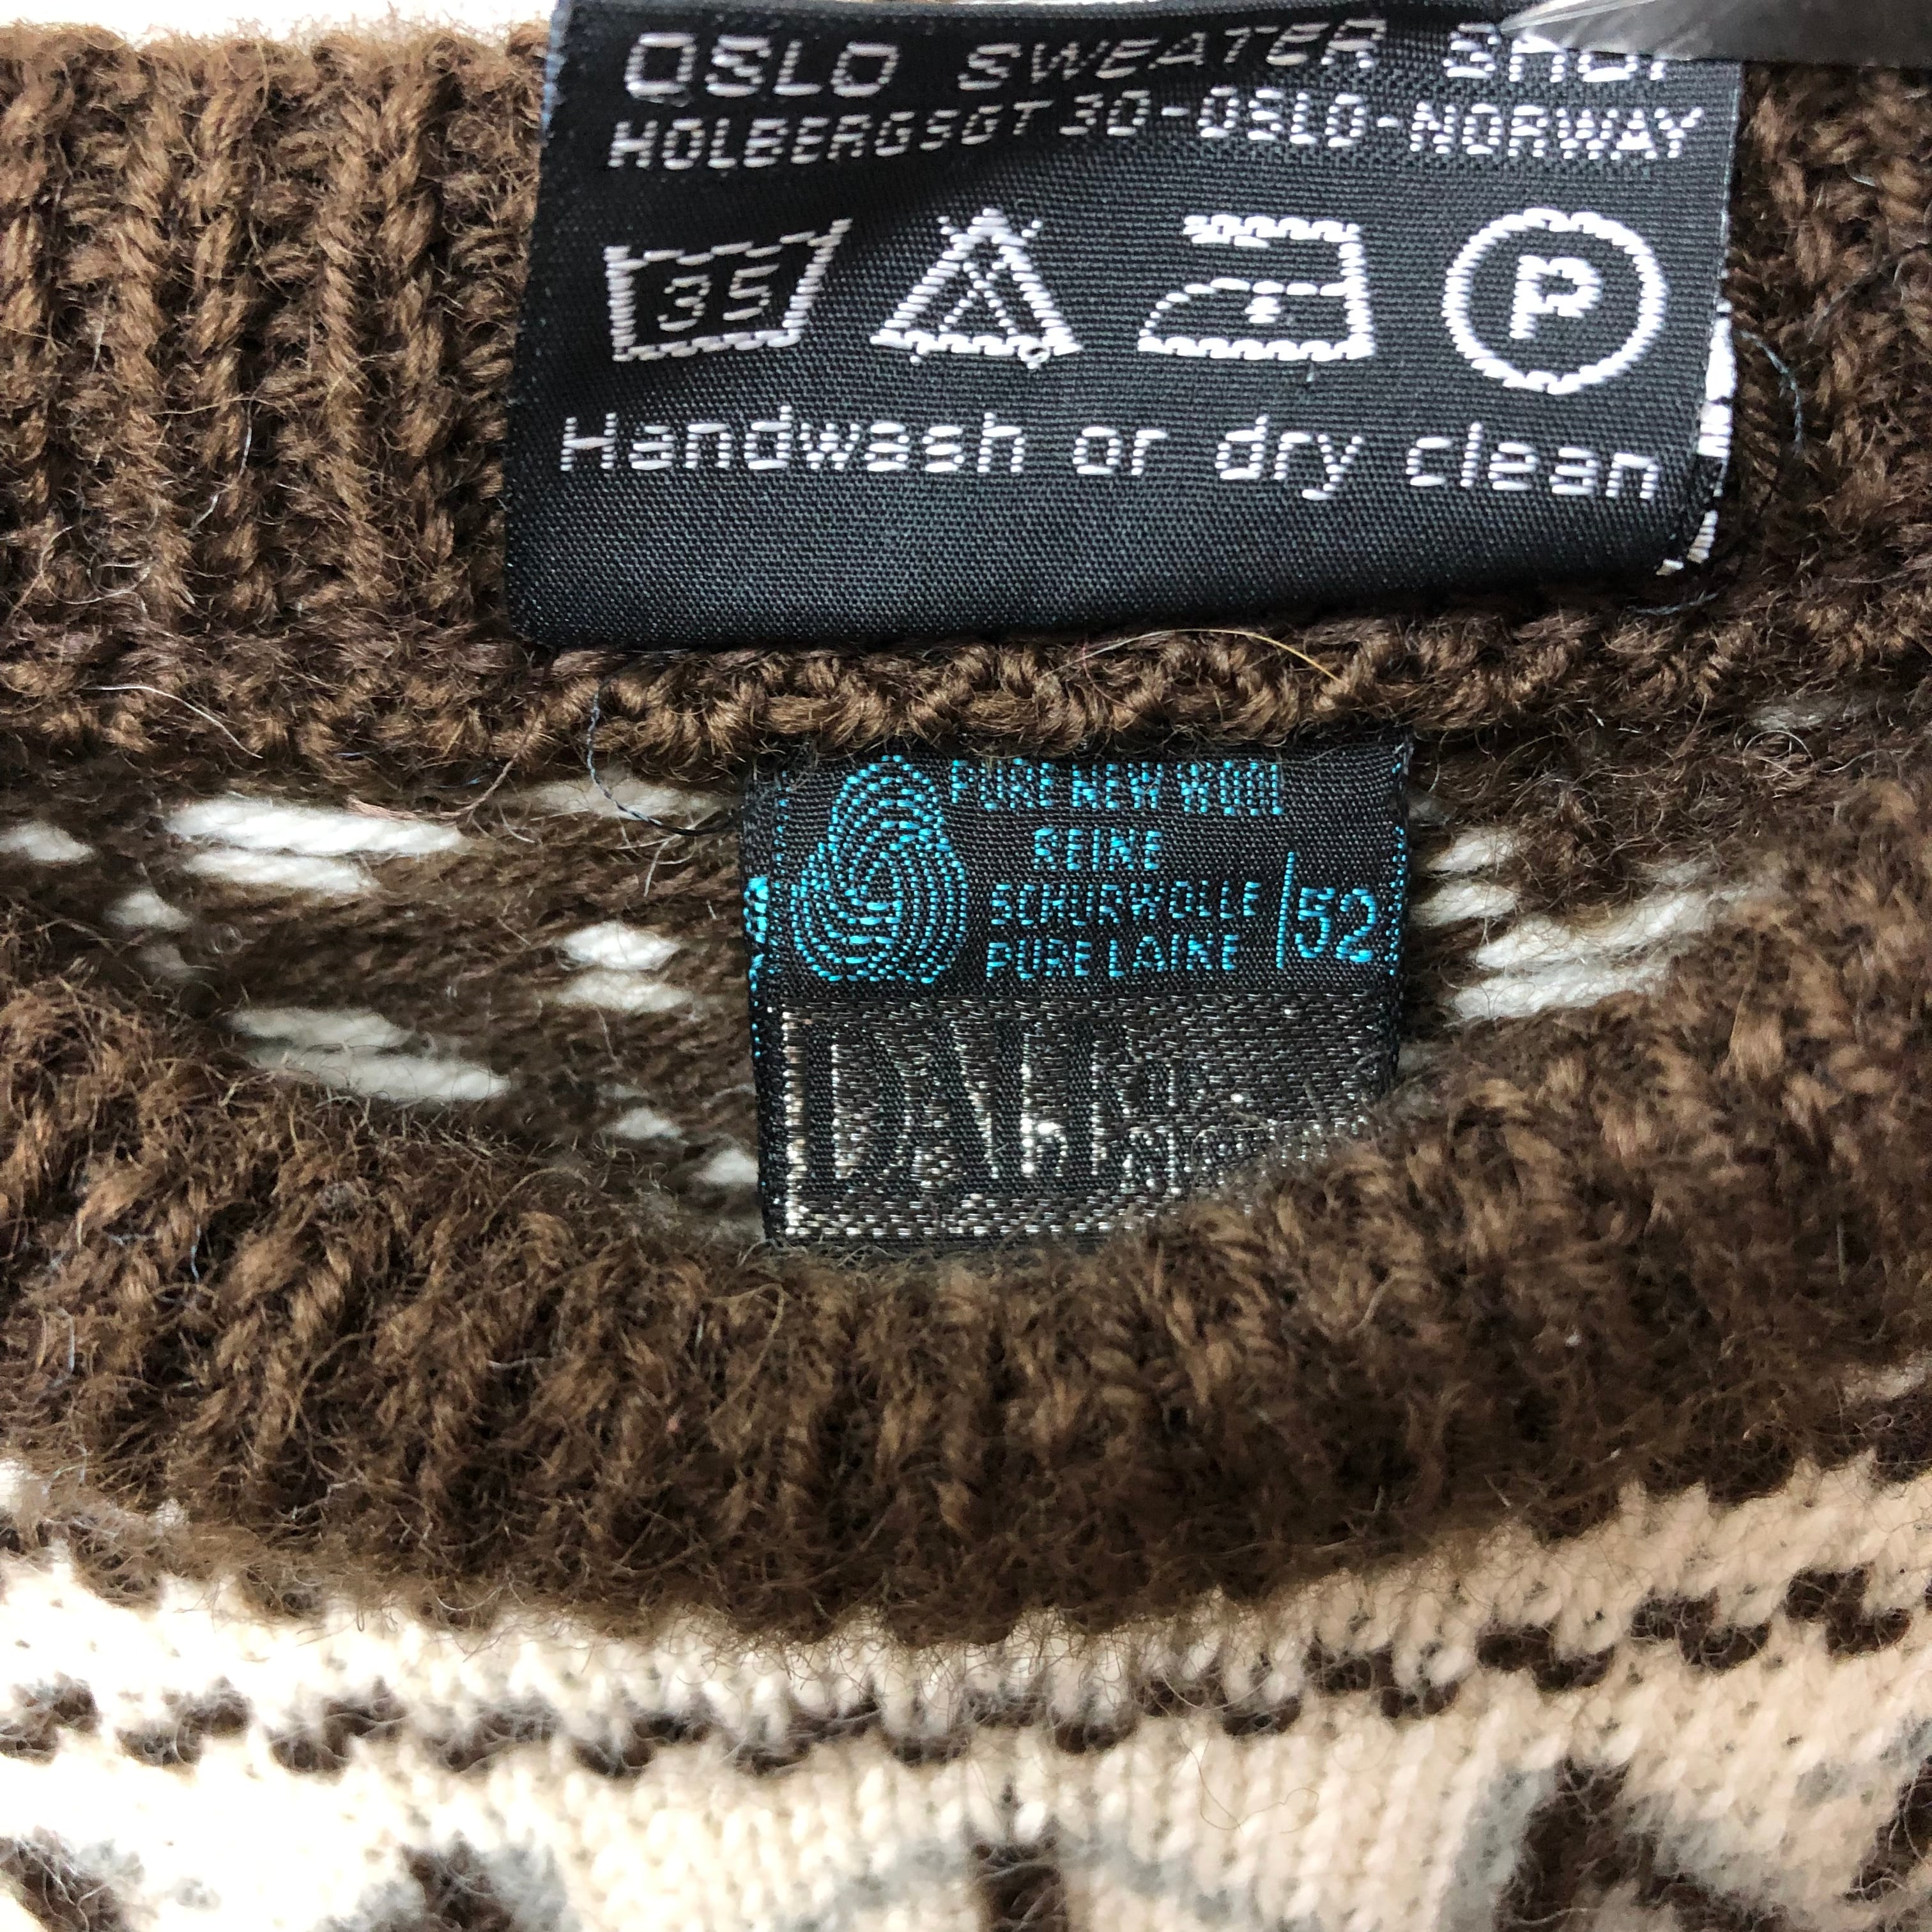 OSLO SWEATER SHOP
HOLBERGSGT 30-OSLO-NORWAY
35
P
Handwash or dry clean
PURE NEW WOOL
REINE
SCHURWOLLE
PURE LAINE
52
DALE